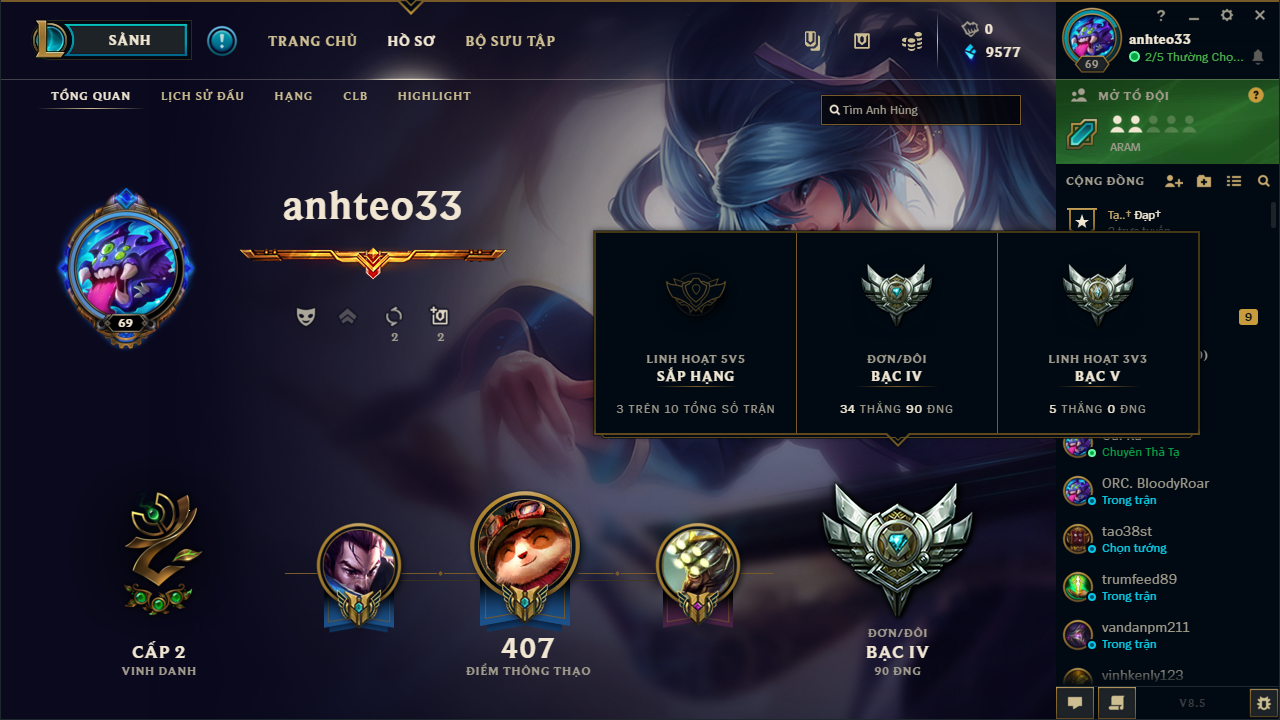 SẢNH
TRANG CHỦ
HỒ SƠ
BỘ SƯU TẬP
0
9577
TỔNG QUAN
LỊCH SỬ ĐẤU
HẠNG
CLB
HIGHLIGHT
Tìm Anh Hùng
anhteo33
69
2
2
LINH HOẠT 5V5
SẮP HẠNG
3 TRÊN 10 TỔNG SỐ TRẬN
ĐƠN/ĐÔI
BẠC IV
34 THẮNG 90 ĐNG
LINH HOẠT 3V3
BẠC V
5 THẮNG 0 ĐNG
CẤP 2
VINH DANH
407
ĐIỂM THÔNG THẠO
ĐƠN/ĐÔI
BẠC IV
90 ĐNG
?
anhteo33
2/5 Thường Chọ...
69
MỞ TỔ ĐỘI
?
ARAM
CỘNG ĐỒNG
Tạ..† Đạp†
9
Chuyên Thả Tạ
ORC. BloodyRoar
Trong trận
tao38st
Chọn tướng
trumfeed89
Trong trận
vandanpm211
Trong trận
vinhkenly123
V8.5